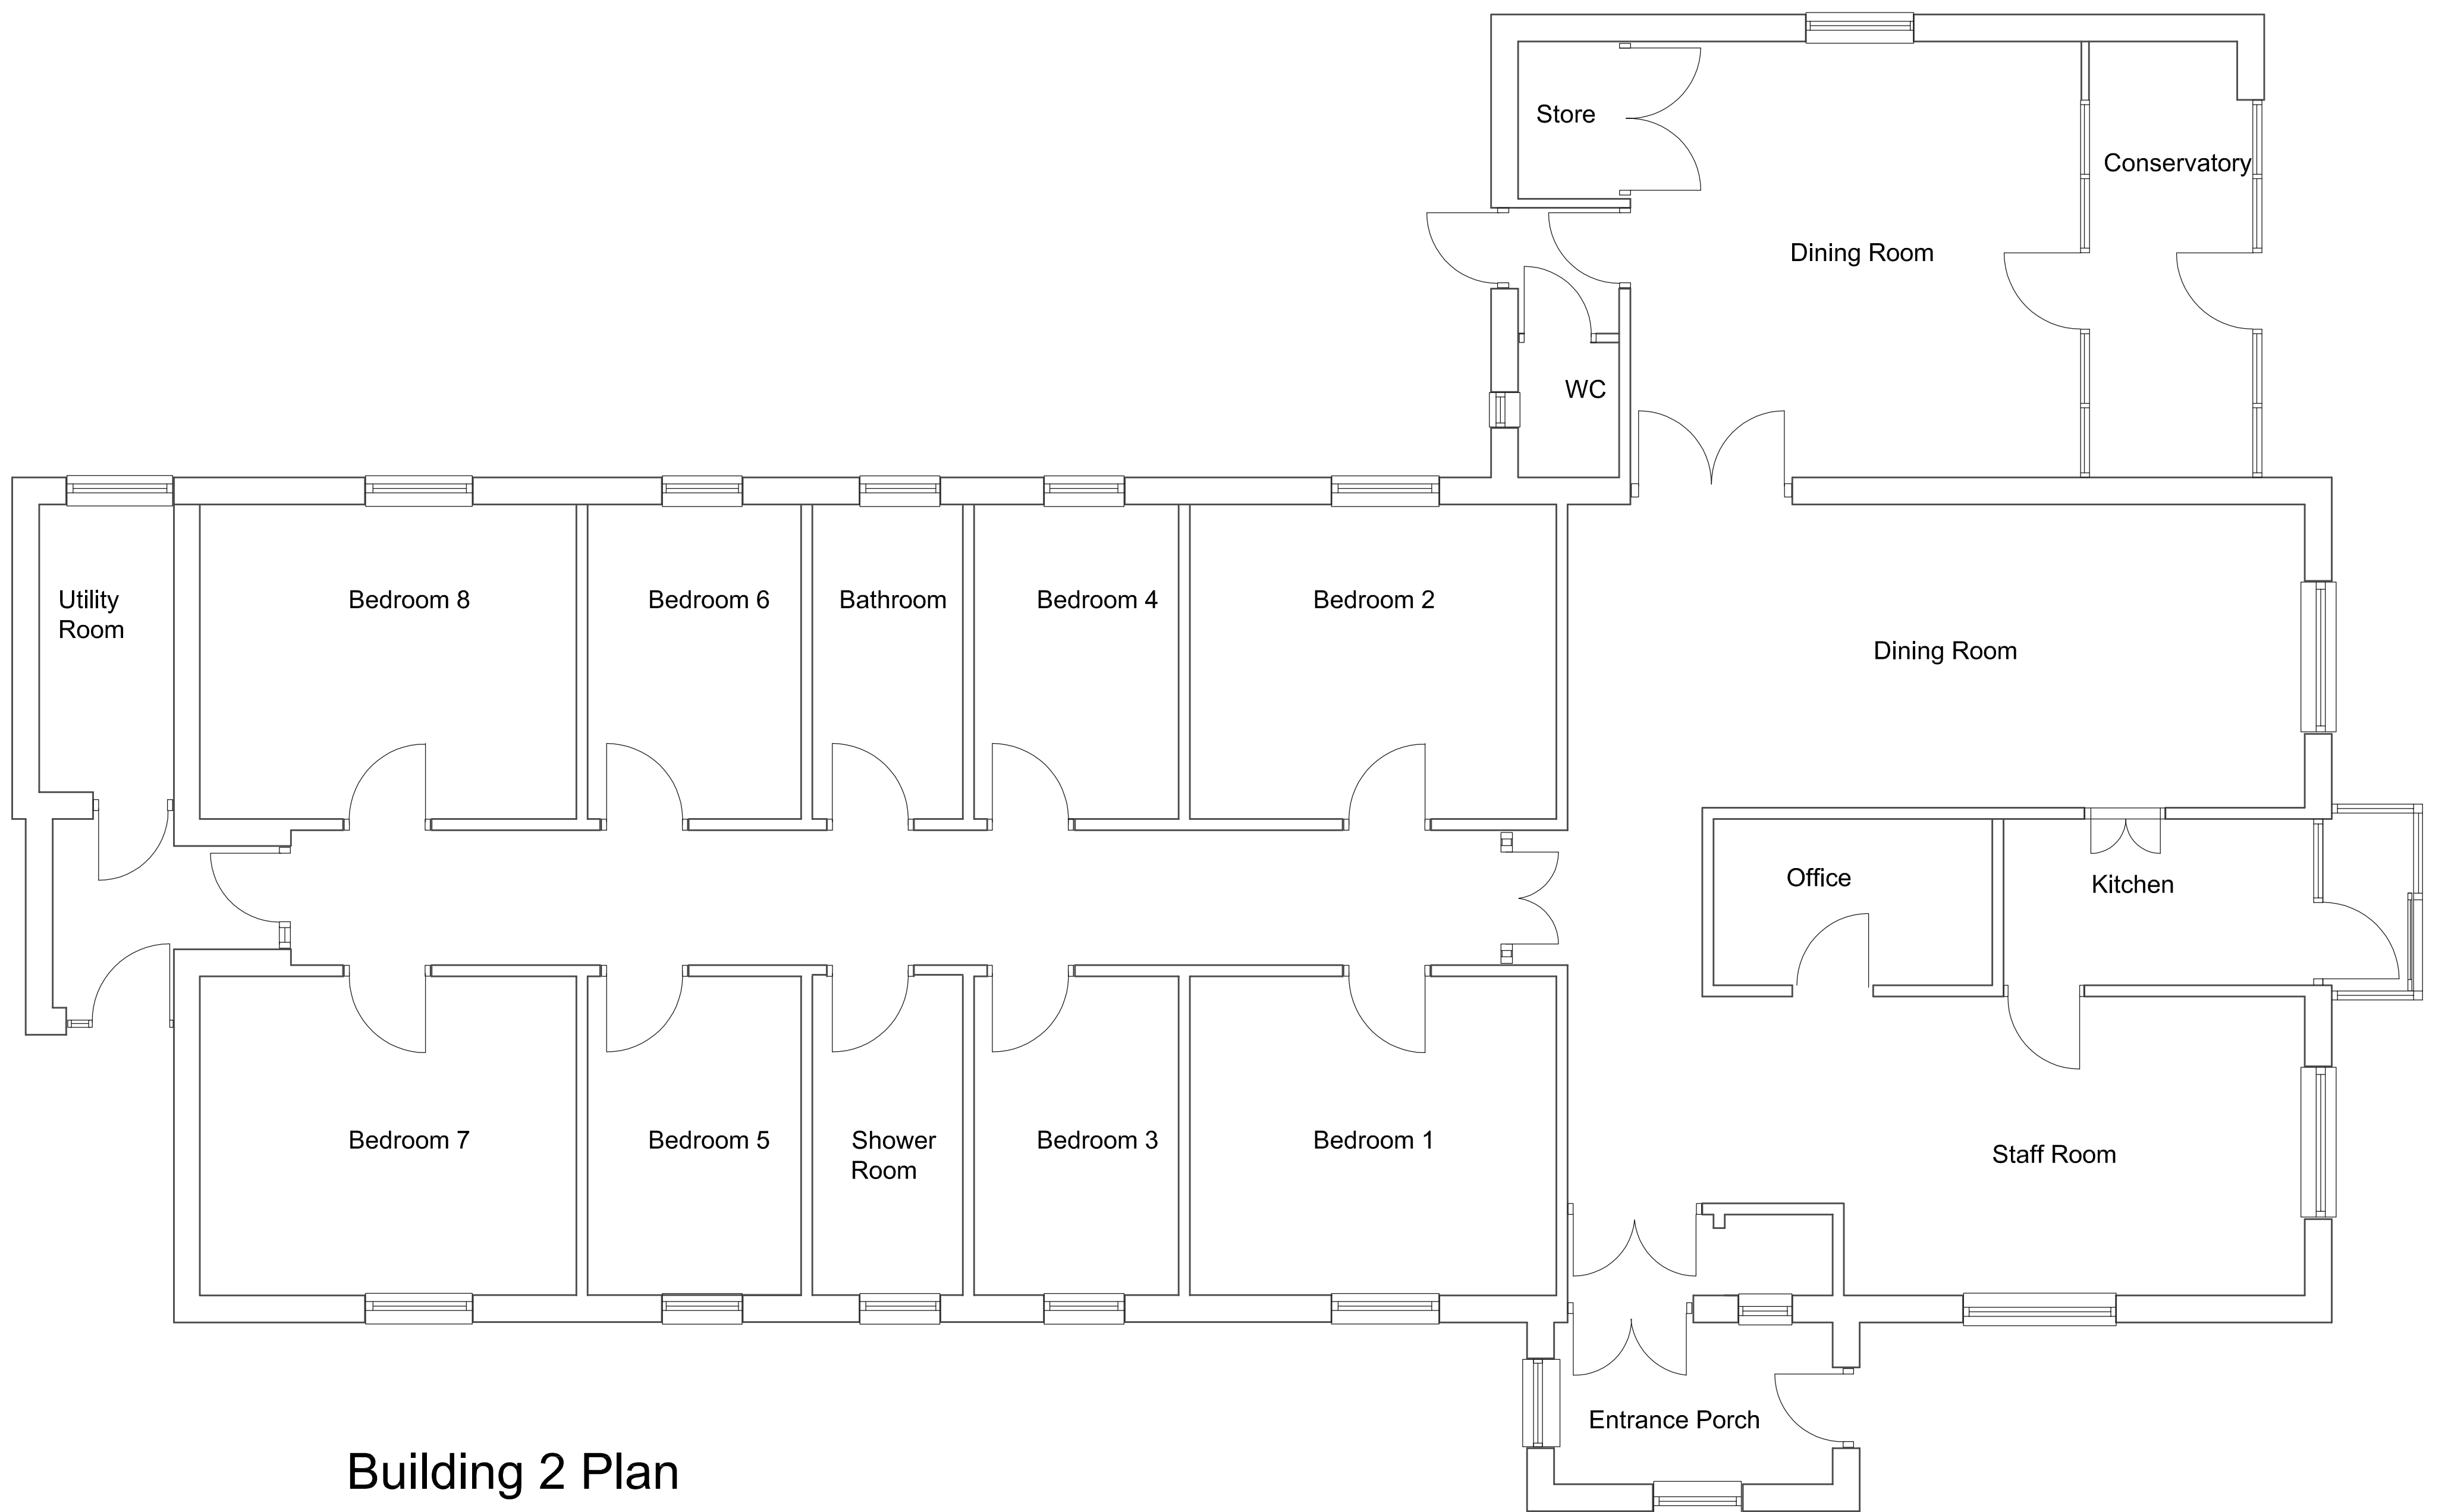 Store
Conservatory
Dining Room
WC
Utility
Room
Bedroom 8
Bedroom 6
Bathroom
Bedroom 4
Bedroom 2
Dining Room
Office
Kitchen
Bedroom 7
Bedroom 5
Shower
Room
Bedroom 3
Bedroom 1
Staff Room
Entrance Porch
Building 2 Plan